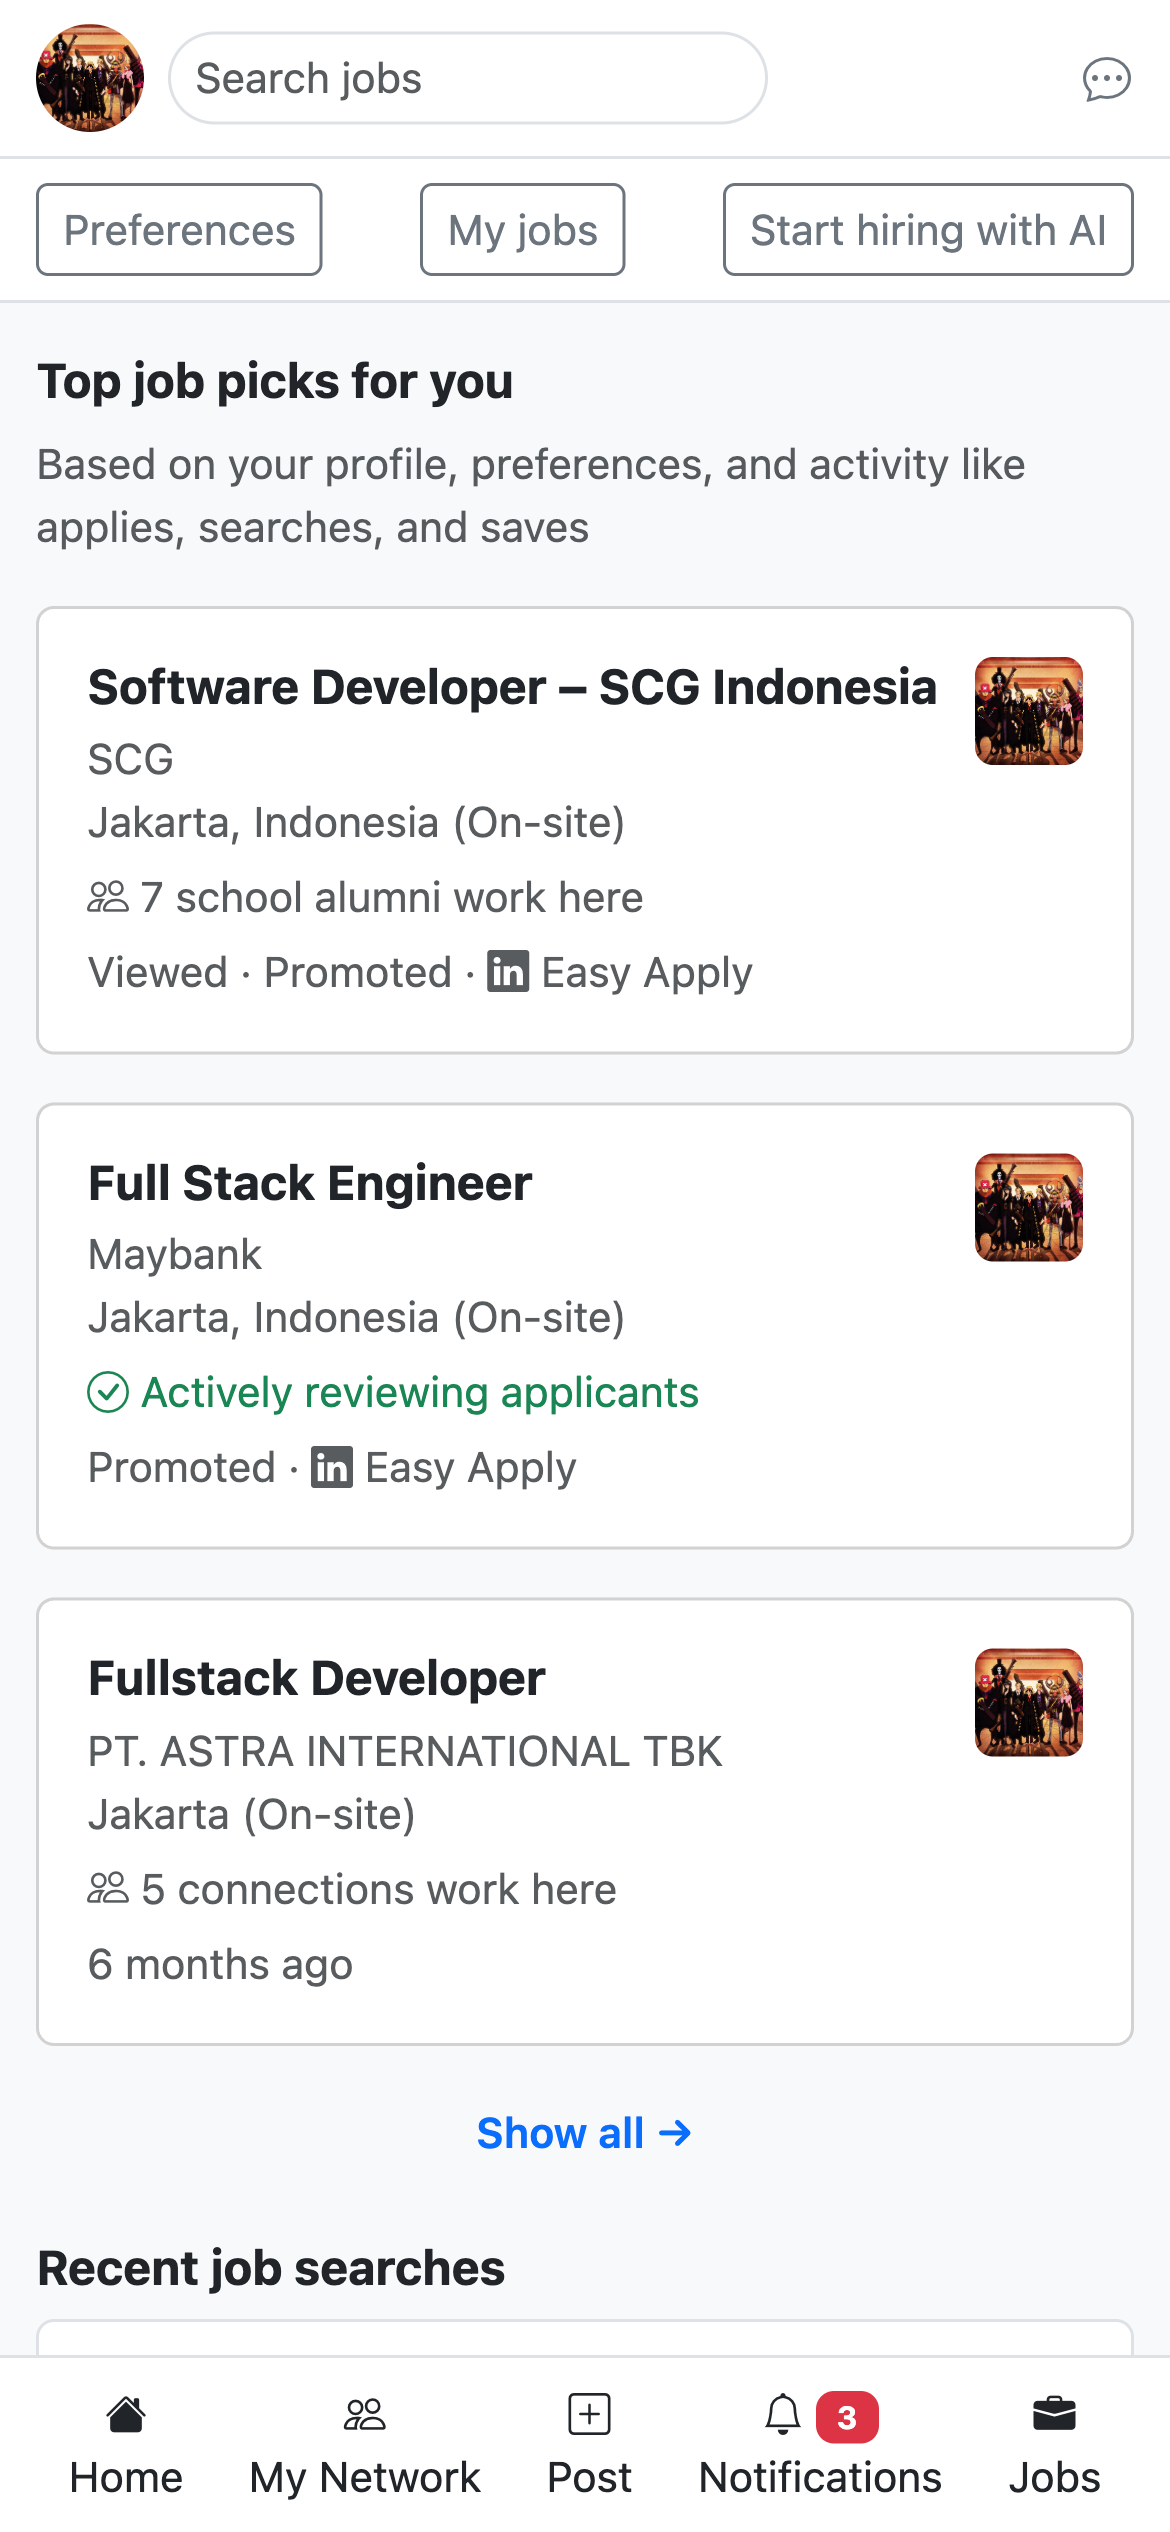 Search jobs
Preferences
My jobs
Start hiring with AI
Top job picks for you
Based on your profile, preferences, and activity like
applies, searches, and saves
Software Developer – SCG Indonesia
SCG
Jakarta, Indonesia (On-site)
7 school alumni work here
Viewed · Promoted · in Easy Apply
Full Stack Engineer
Maybank
Jakarta, Indonesia (On-site)
Actively reviewing applicants
Promoted · in Easy Apply
Fullstack Developer
PT. ASTRA INTERNATIONAL TBK
Jakarta (On-site)
5 connections work here
6 months ago
Show all →
Recent job searches
3
Home
My Network
Post
Notifications
Jobs